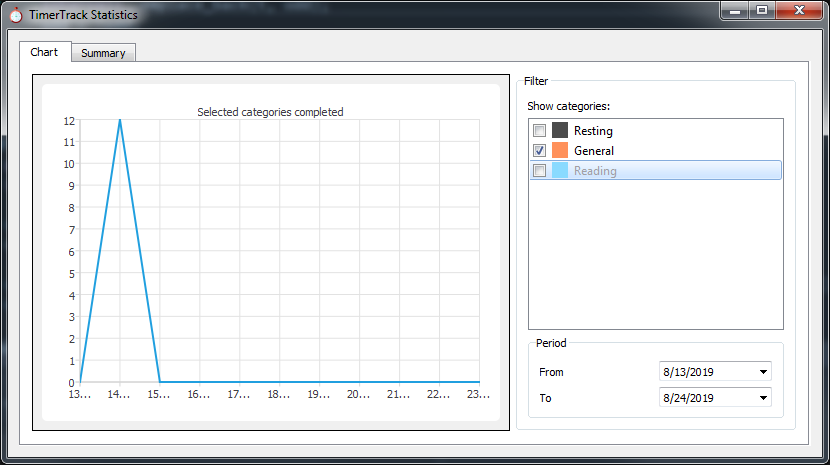 TimerTrack Statistics
Chart
Summary
Selected categories completed
12
11
10
9
8
7
6
5
4
3
2
1
0
13... 14... 15... 16... 17... 18... 19... 20... 21... 22... 23...
Filter
Show categories:
Resting
General
Reading
Period
From 8/13/2019
To 8/24/2019